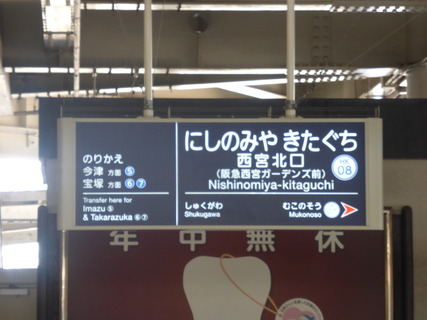 にしのみや きたぐち
西宮北口
(阪急西宮ガーデンズ前)
Nishinomiya-kitaguchi
HK
08
のりかえ
今津 方面 ⑤
宝塚 方面 ⑥⑦
Transfer here for
Imazu ⑤
& Takarazuka ⑥⑦
しゅくがわ
Shukugawa
むこのそう
Mukonoso
年中無休